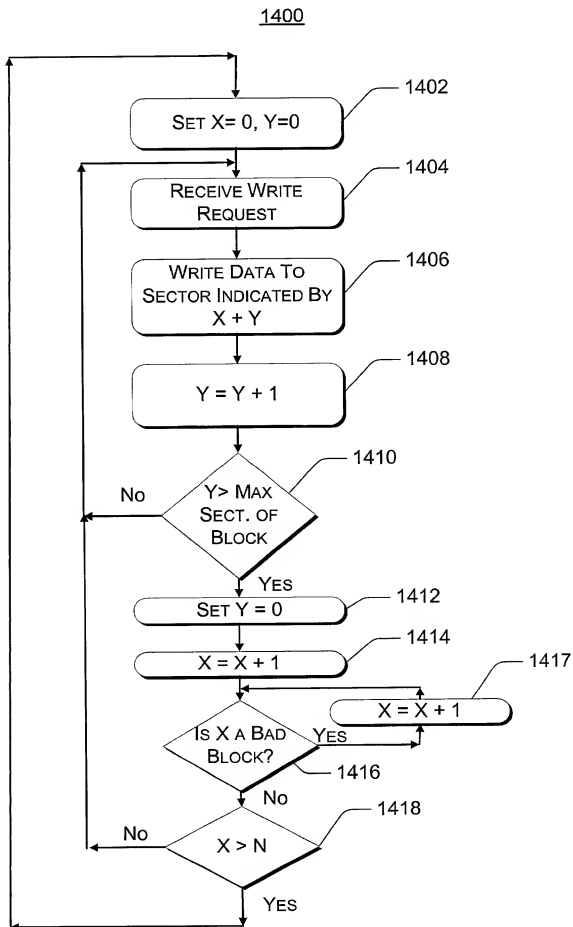 1400
1402
SET X= 0, Y=0
1404
RECEIVE WRITE
REQUEST
1406
WRITE DATA TO
SECTOR INDICATED BY
X + Y
1408
Y = Y + 1
1410
No
Y> MAX
SECT. OF
BLOCK
YES
1412
SET Y = 0
1414
X = X + 1
1417
X = X + 1
IS X A BAD
BLOCK?
YES
1416
No
1418
No
X > N
YES